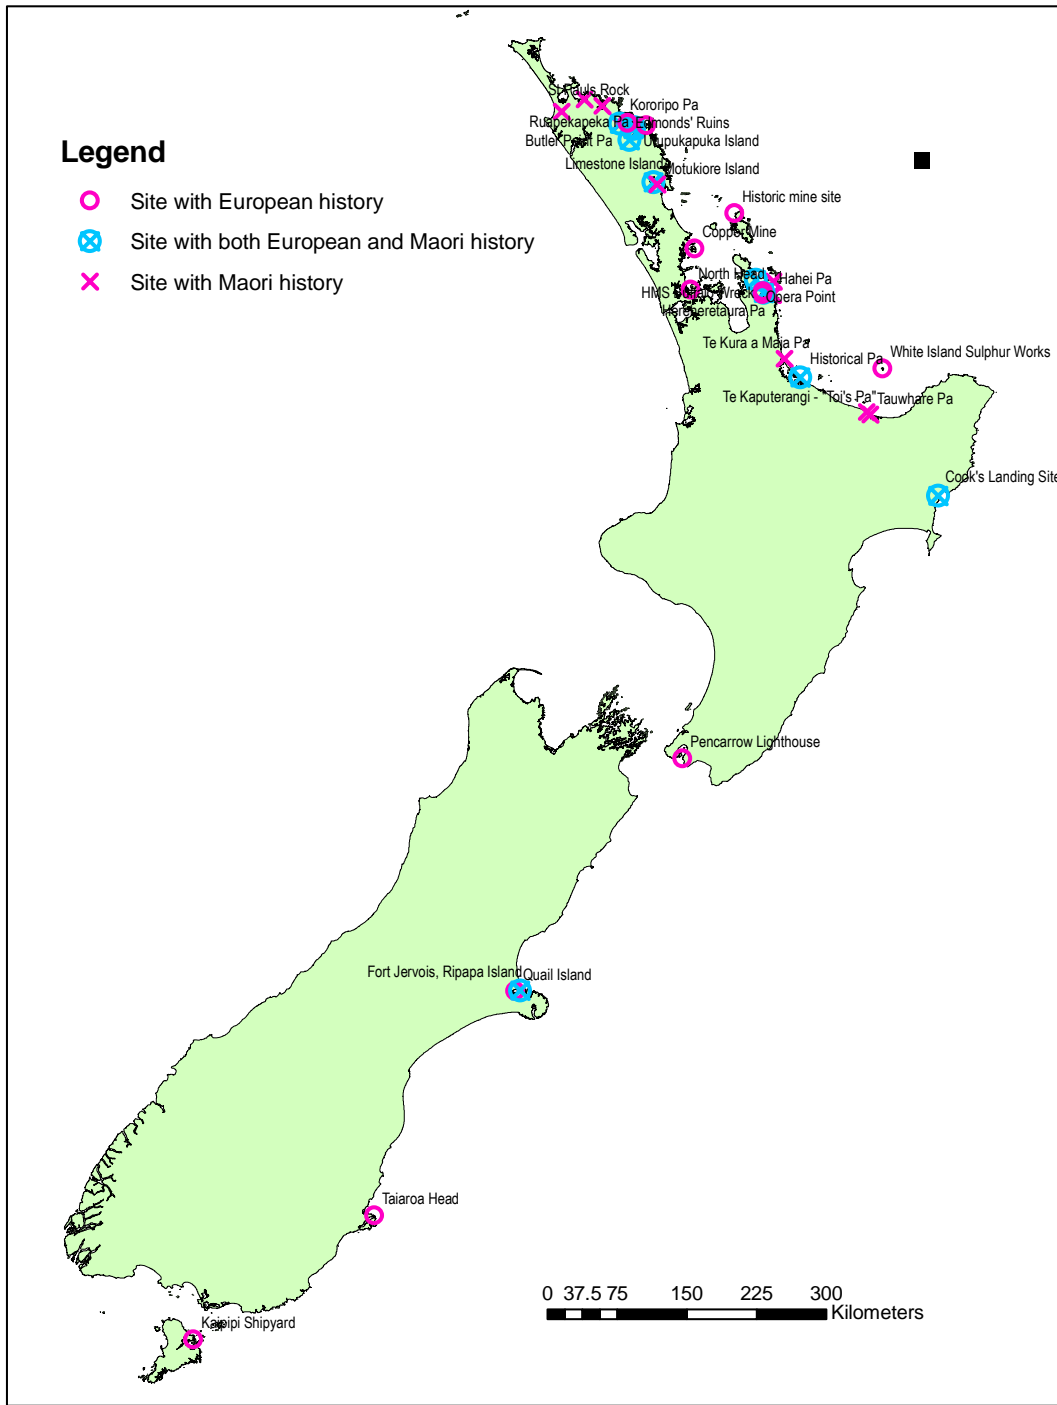 St Pauls Rock
Kororipo Pa
Ruapekapeka Pa
Edmonds' Ruins
Butler Point Pa
Urupukapuka Island
Limestone Island
Motukiore Island
Legend
Site with European history
Site with both European and Maori history
Site with Maori history
Historic mine site
Copper Mine
North Head
Hahei Pa
HMS Buffalo Wreck
Opera Point
Hereheretaura Pa
Te Kura a Maia Pa
Historical Pa
White Island Sulphur Works
Te Kaputerangi - "Toi's Pa"
Tauwhare Pa
Cook's Landing Site
Pencarrow Lighthouse
Fort Jervois, Ripapa Island
Quail Island
Taiaroa Head
Kaipipi Shipyard
0 37.5 75 150 225 300
Kilometers